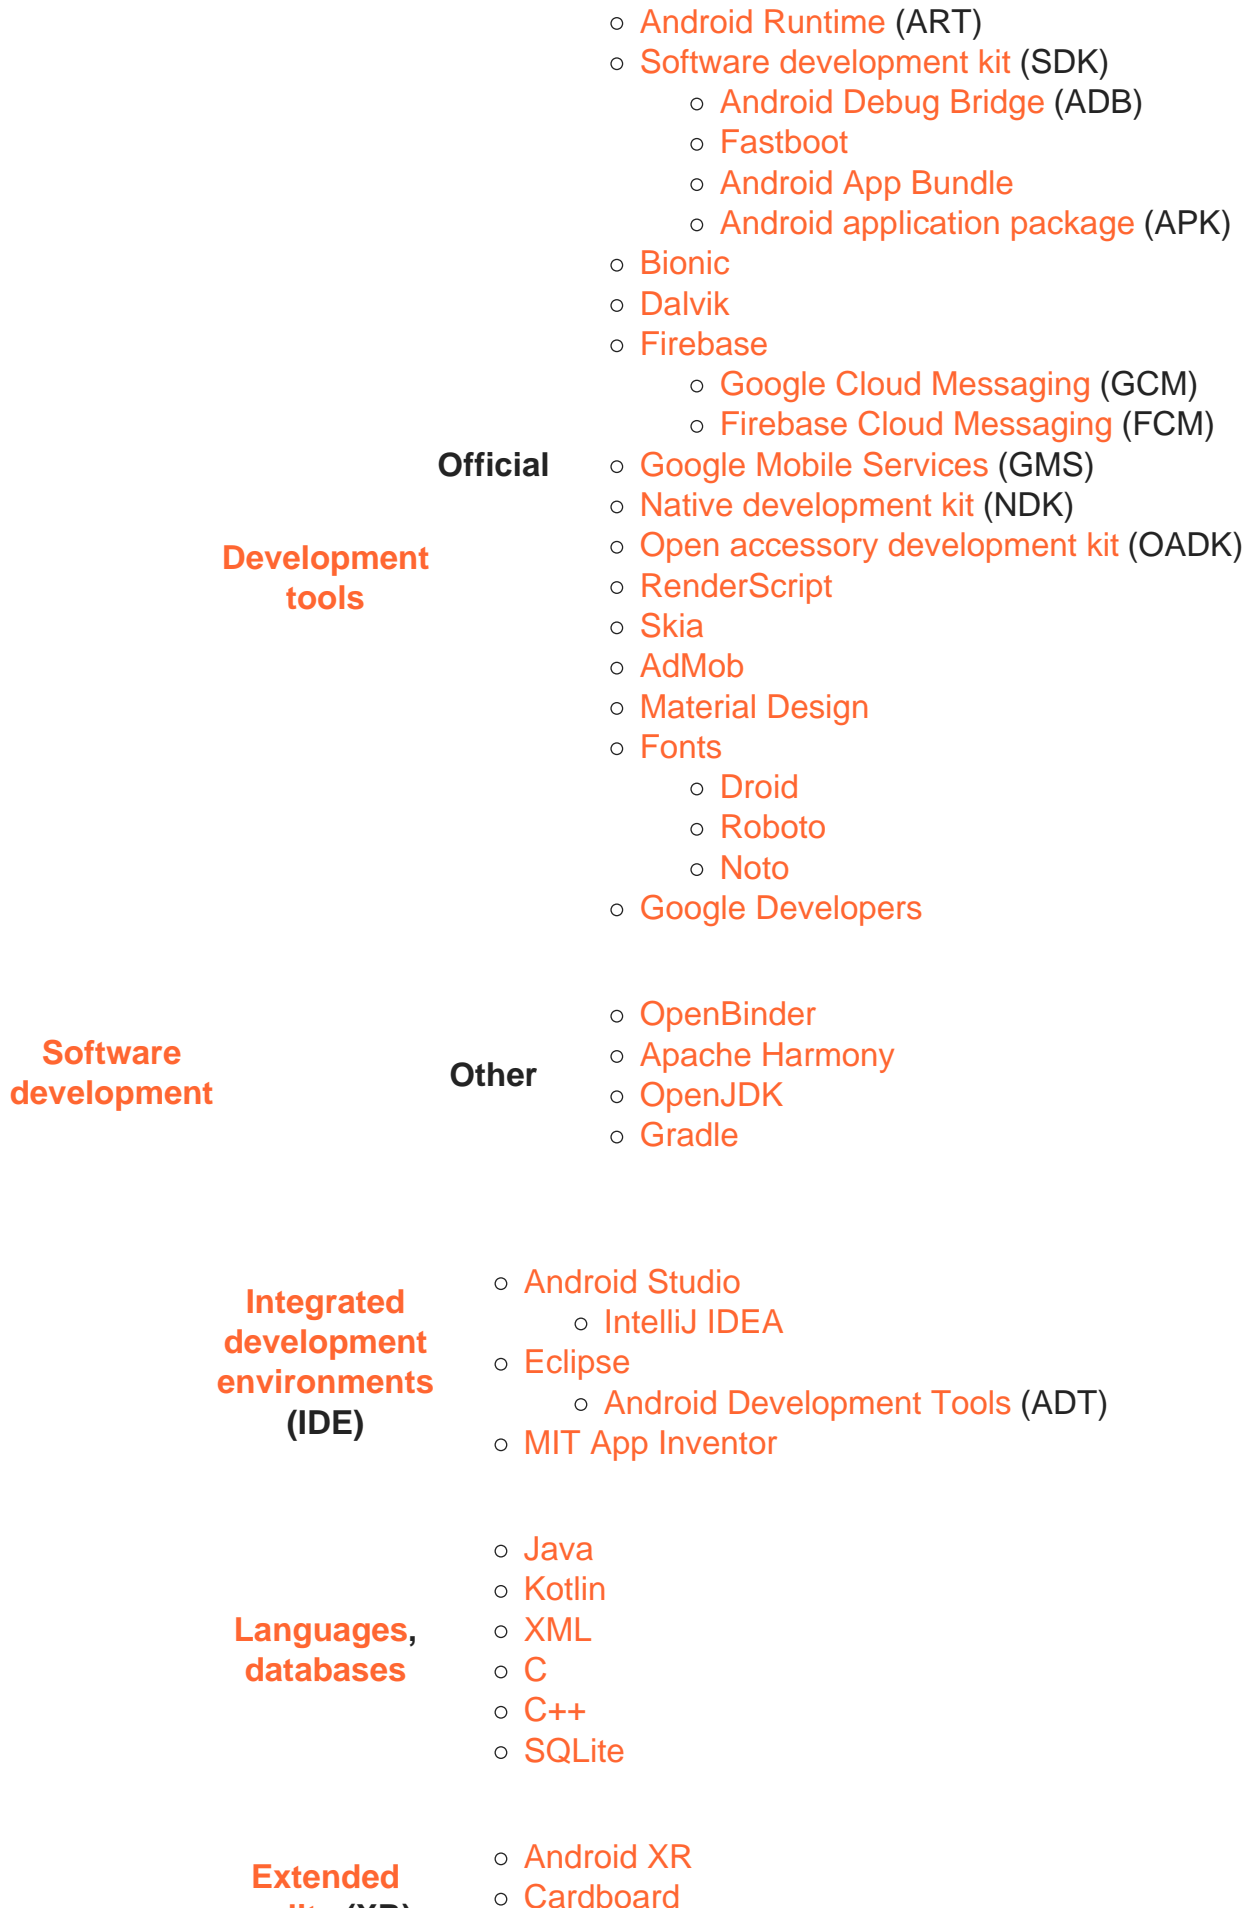 Software
development
Development
tools
Official
Android Runtime (ART)
Software development kit (SDK)
Android Debug Bridge (ADB)
Fastboot
Android App Bundle
Android application package (APK)
Bionic
Dalvik
Firebase
Google Cloud Messaging (GCM)
Firebase Cloud Messaging (FCM)
Google Mobile Services (GMS)
Native development kit (NDK)
Open accessory development kit (OADK)
RenderScript
Skia
AdMob
Material Design
Fonts
Droid
Roboto
Noto
Google Developers
Other
OpenBinder
Apache Harmony
OpenJDK
Gradle
Integrated
development
environments
(IDE)
Android Studio
IntelliJ IDEA
Eclipse
Android Development Tools (ADT)
MIT App Inventor
Languages,
databases
Java
Kotlin
XML
C
C++
SQLite
Extended
(XR)
Android XR
Cardboard